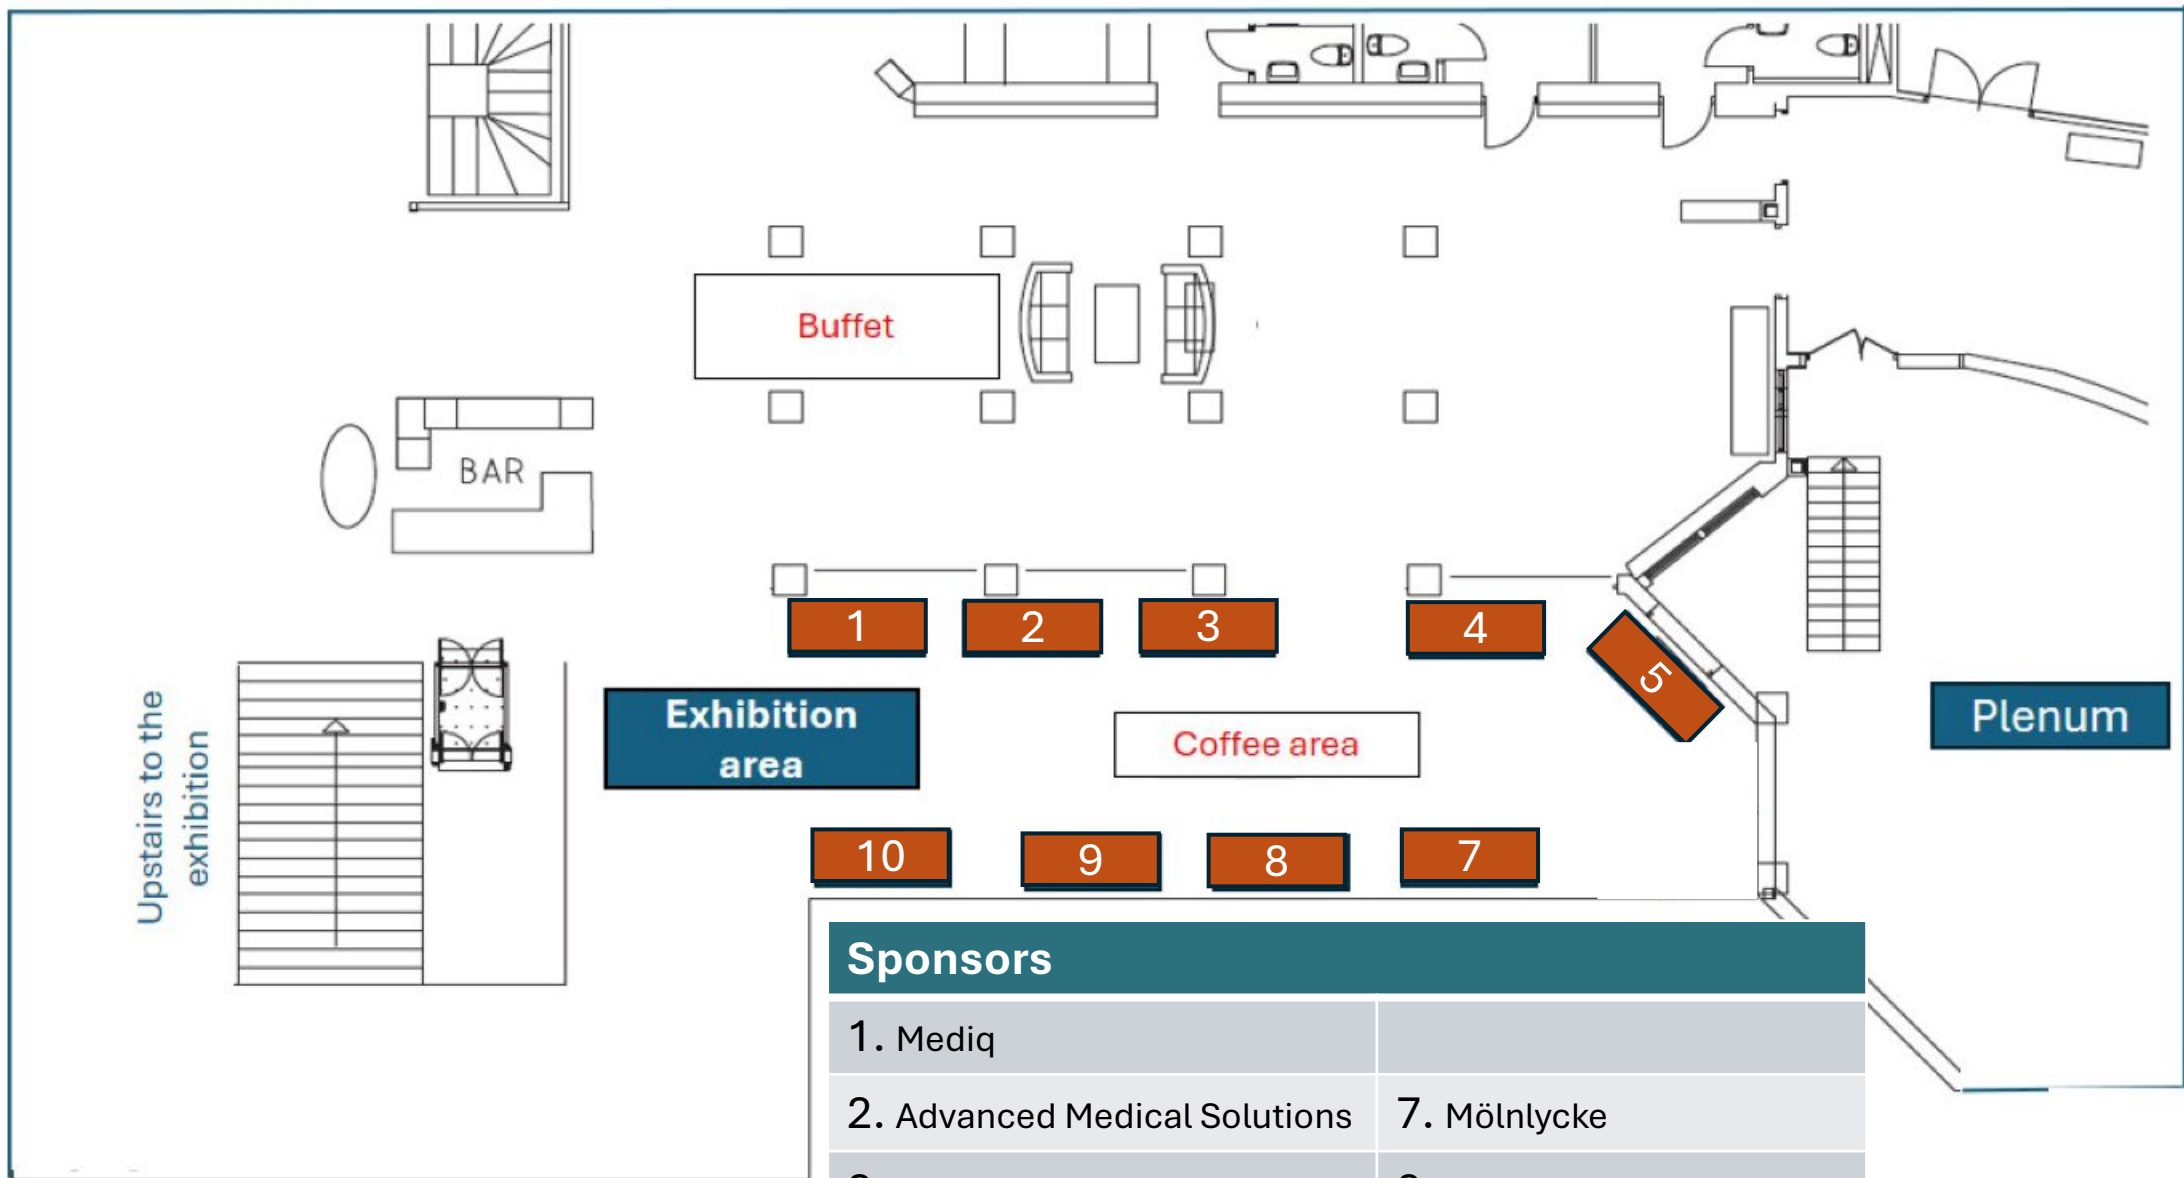 Buffet
BAR
1
2
3
4
5
Exhibition
area
Coffee area
Plenum
Upstairs to the
exhibition
10
9
8
7
Sponsors
1. Mediq
2. Advanced Medical Solutions
7. Mölnlycke